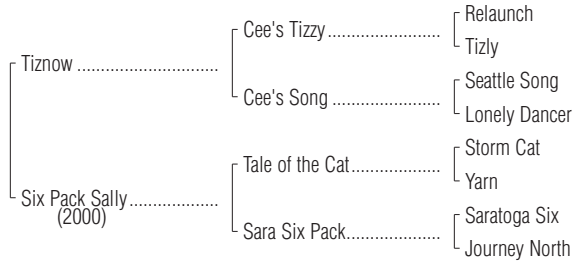 Relaunch
Cee's Tizzy
Tizly
Tiznow
Seattle Song
Cee's Song
Lonely Dancer
Storm Cat
Tale of the Cat
Yarn
Six Pack Sally
(2000)
Saratoga Six
Sara Six Pack
Journey North